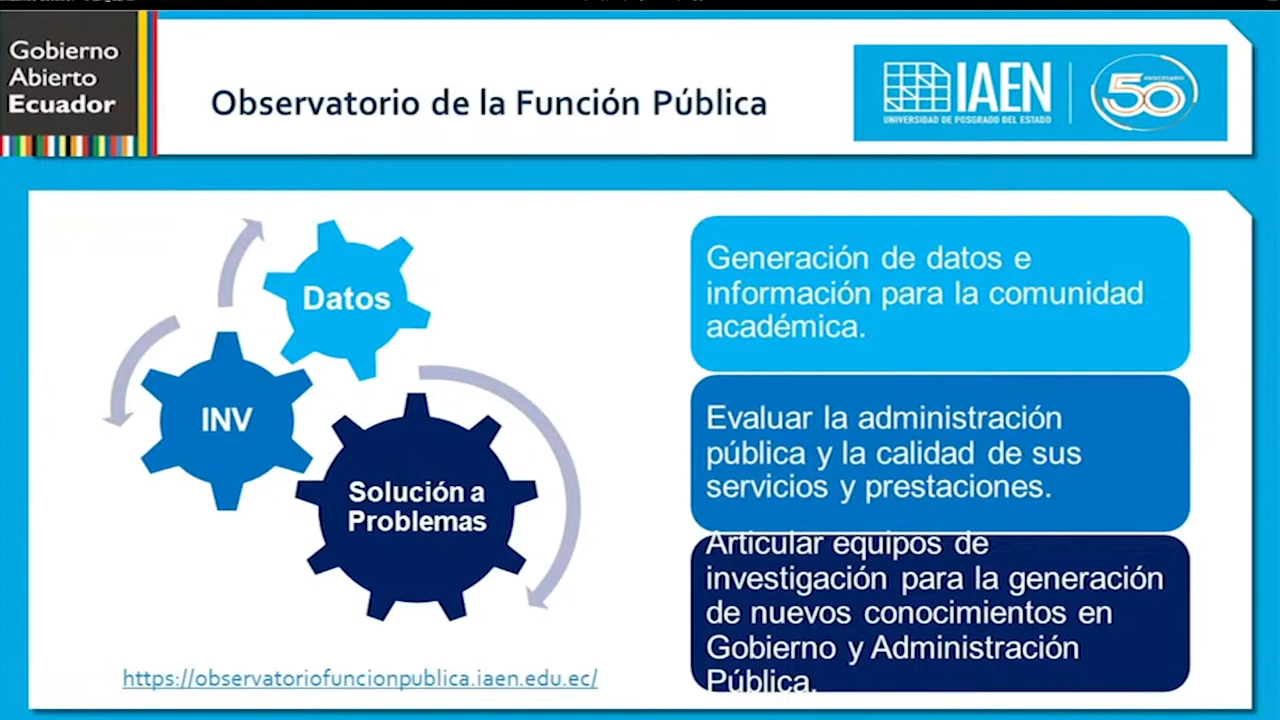 Gobierno
Abierto
Ecuador
Observatorio de la Función Pública
IAEN
UNIVERSIDAD DE POSGRADO DEL ESTADO
50
ANIVERSARIO
Datos
INV
Solución a
Problemas
Generación de datos e
información para la comunidad
académica.
Evaluar la administración
pública y la calidad de sus
servicios y prestaciones.
Articular equipos de
investigación para la generación
de nuevos conocimientos en
Gobierno y Administración
Pública.
https://observatoriofuncionpublica.iaen.edu.ec/